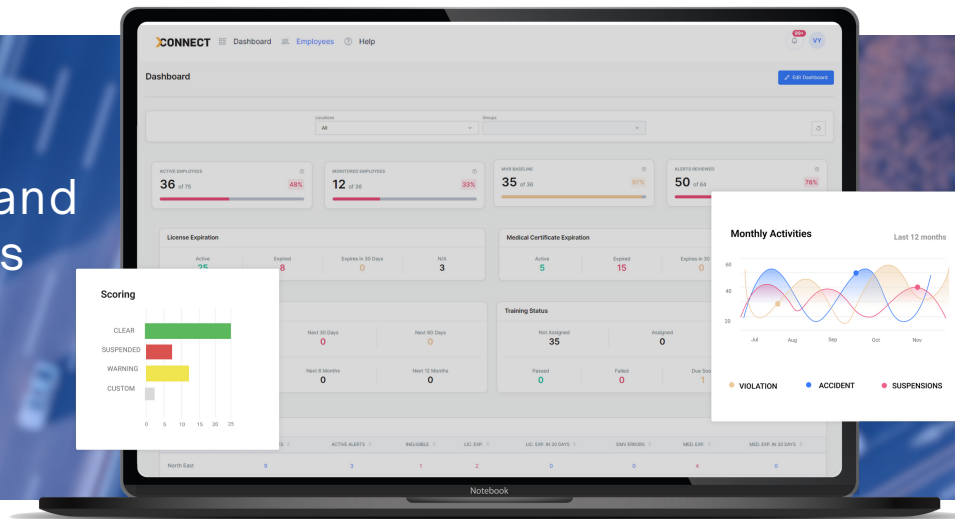 and
s
XCONNECT Dashboard Employees Help 99+ VY
Dashboard Edit Dashboard
Locations Groups
All
ACTIVE EMPLOYEES MONITORED EMPLOYEES MVR BASELINE ALERTS REVIEWED
36 of 75 48% 12 of 36 33% 35 of 36 97% 50 of 64 78%
License Expiration Medical Certificate Expiration
Active Expired Expires in 30 Days N/A Active Expired Expires in 30
25 8 0 3 5 15 0
Training Status
Next 30 Days Next 60 Days Not Assigned Assigned
0 0 35 0
Next 6 Months Next 12 Months Passed Failed Due Soo
0 0 0 0 1
ACTIVE ALERTS INELIGIBLE LIC. EXP. LIC. EXP. IN 30 DAYS DMV ERRORS MED. EXP. MED. EXP. IN 30 DAYS
North East 9 3 1 2 0 0 4 0
Scoring
CLEAR
SUSPENDED
WARNING
CUSTOM
0 5 10 15 20 25
Monthly Activities Last 12 months
60
40
20
Jul Aug Sep Oct Nov
VIOLATION ACCIDENT SUSPENSIONS
Notebook